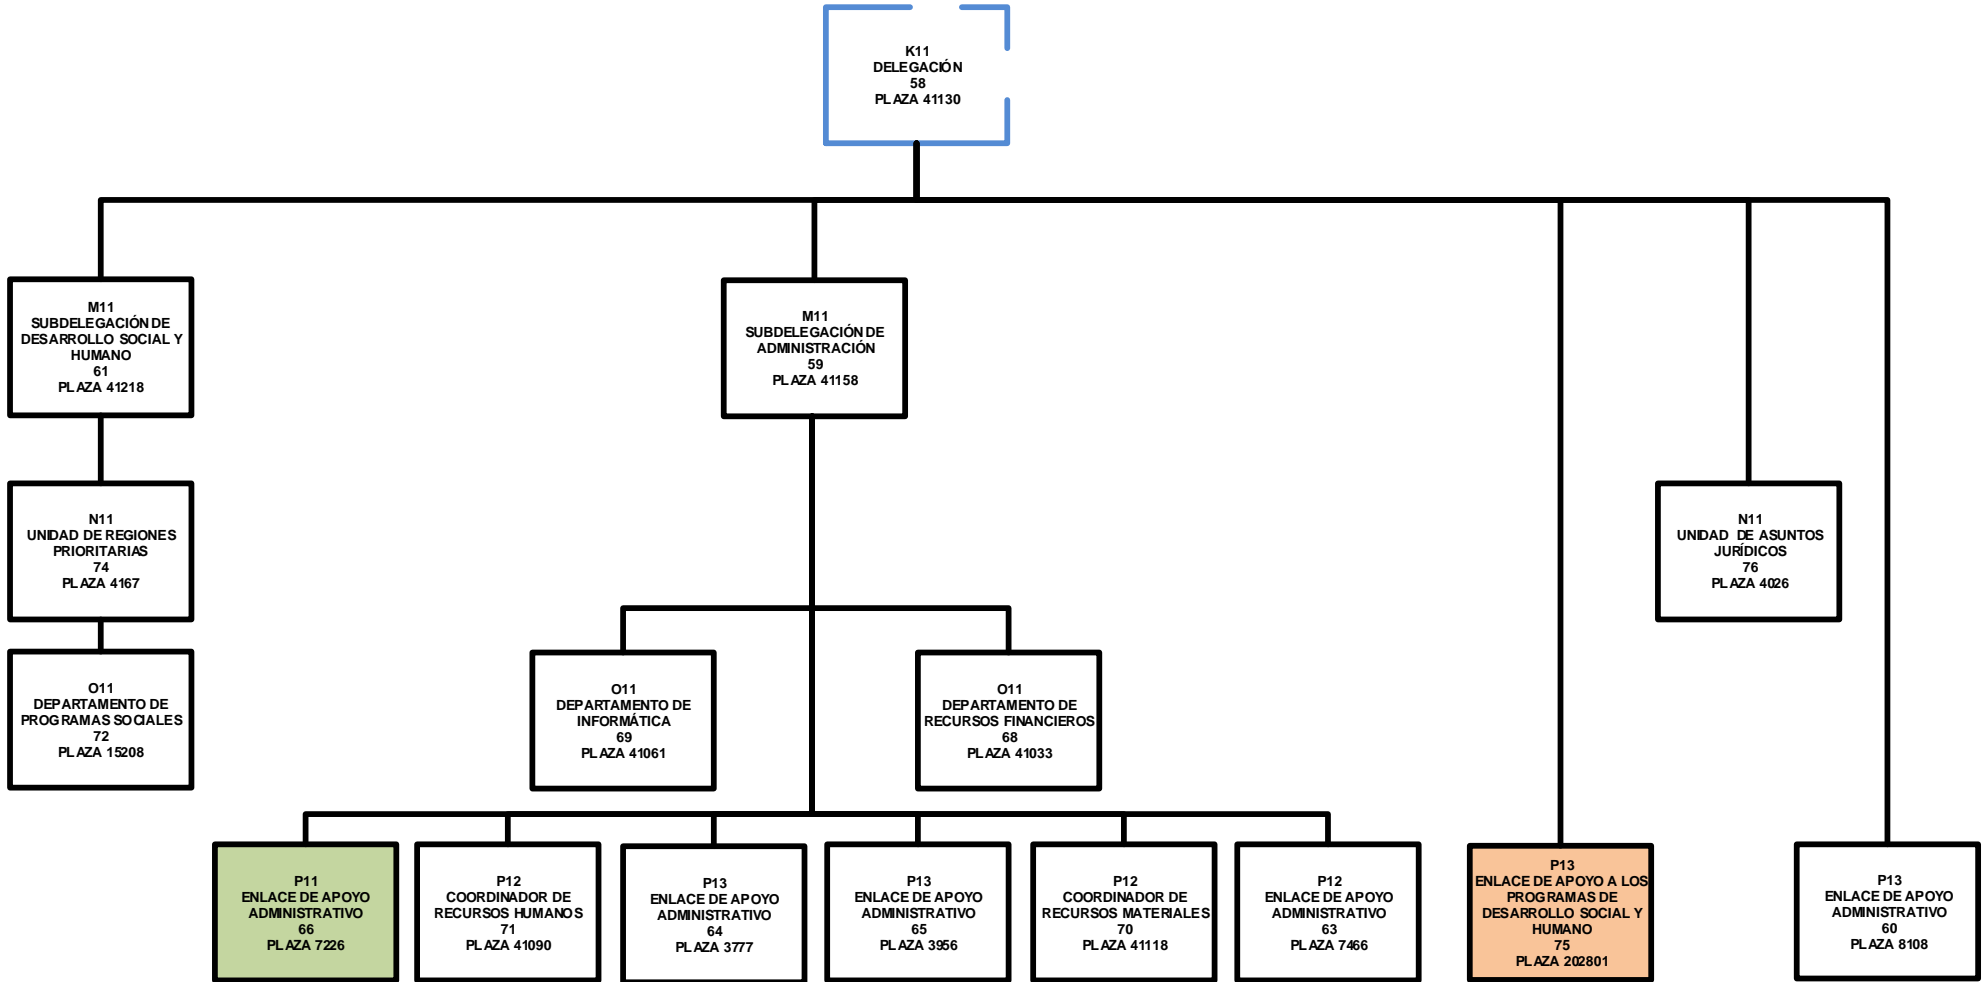 K11
DELEGACIÓN
58
PLAZA 41130
M11
SUBDELEGACIÓN DE
DESARROLLO SOCIAL Y
HUMANO
61
PLAZA 41218
M11
SUBDELEGACIÓN DE
ADMINISTRACIÓN
59
PLAZA 41158
N11
UNIDAD DE REGIONES
PRIORITARIAS
74
PLAZA 4167
N11
UNIDAD DE ASUNTOS
JURÍDICOS
76
PLAZA 4026
O11
DEPARTAMENTO DE
PROGRAMAS SOCIALES
72
PLAZA 15208
O11
DEPARTAMENTO DE
INFORMÁTICA
69
PLAZA 41061
O11
DEPARTAMENTO DE
RECURSOS FINANCIEROS
68
PLAZA 41033
P11
ENLACE DE APOYO
ADMINISTRATIVO
66
PLAZA 7226
P12
COORDINADOR DE
RECURSOS HUMANOS
71
PLAZA 41090
P13
ENLACE DE APOYO
ADMINISTRATIVO
64
PLAZA 3777
P13
ENLACE DE APOYO
ADMINISTRATIVO
65
PLAZA 3956
P12
COORDINADOR DE
RECURSOS MATERIALES
70
PLAZA 41118
P12
ENLACE DE APOYO
ADMINISTRATIVO
63
PLAZA 7466
P13
ENLACE DE APOYO A LOS
PROGRAMAS DE
DESARROLLO SOCIAL Y
HUMANO
75
PLAZA 202801
P13
ENLACE DE APOYO
ADMINISTRATIVO
60
PLAZA 8108